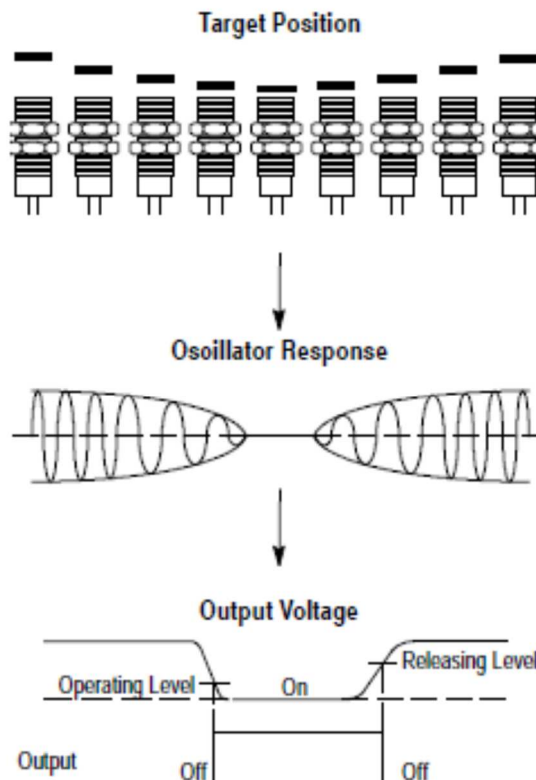 Target Position
Osoillator Response
Output Voltage
Releasing Level
Operating Level
On
Output
Off
Off